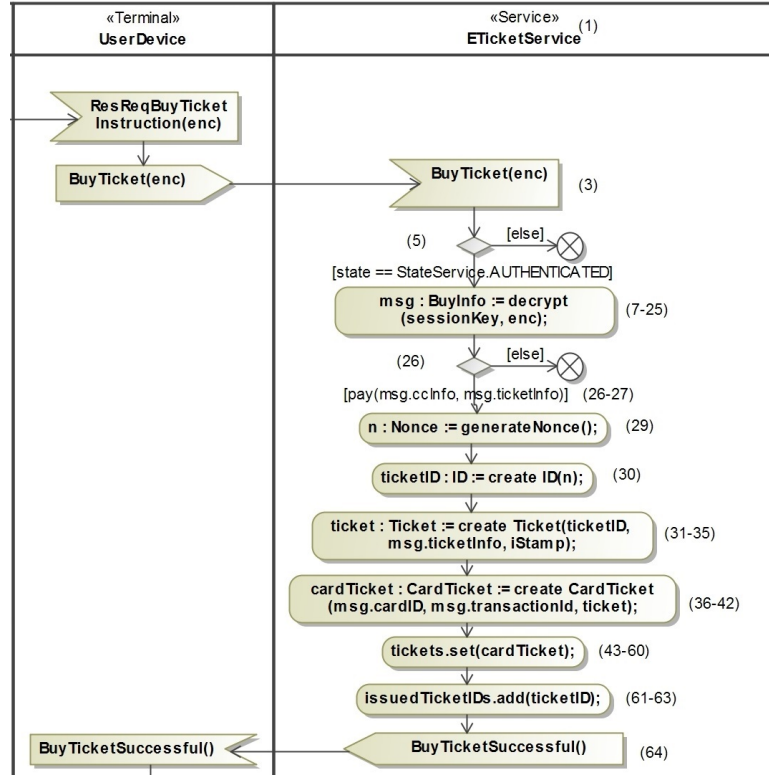 «Terminal»
UserDevice
«Service»
ETicketService
(1)
ResReqBuyTicket
Instruction(enc)
BuyTicket(enc)
BuyTicket(enc)
(3)
(5)
[else]
[state == StateService.AUTHENTICATED]
msg : BuyInfo := decrypt
(sessionKey, enc);
(7-25)
(26)
[else]
[pay(msg.ccInfo, msg.ticketInfo)]
(26-27)
n : Nonce := generateNonce();
(29)
ticketID : ID := create ID(n);
(30)
ticket : Ticket := create Ticket(ticketID,
msg.ticketInfo, iStamp);
(31-35)
cardTicket : CardTicket := create CardTicket
(msg.cardID, msg.transactionId, ticket);
(36-42)
tickets.set(cardTicket);
(43-60)
issuedTicketIDs.add(ticketID);
(61-63)
BuyTicketSuccessful()
BuyTicketSuccessful()
(64)